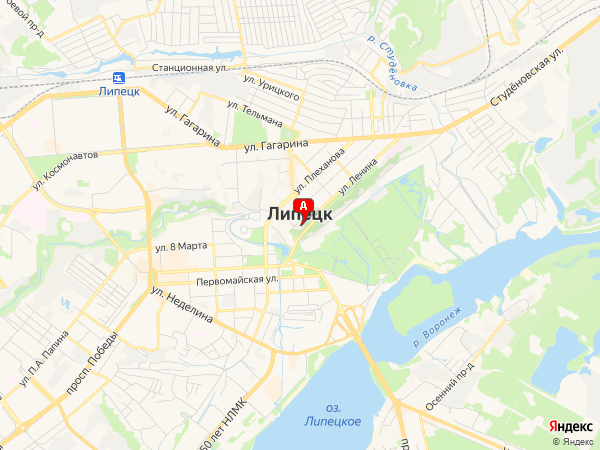 оевой пр-д
р. Студёновка
Станционная ул.
Студёновская ул.
Липецк
ул. Урицкого
ул. Тельмана
ул. Гагарина
ул. Гагарина
ул. Космонавтов
ул. Плеханова
ул. Ленина
А
Липецк
ул. 8 Марта
Первомайская ул.
ул. Неделина
р. Воронеж
ул. П.А. Папина
просп. Победы
Осенний пр-д
оз.
Липецкое
50 лет НЛМК
пр
Яндекс
© Яндекс